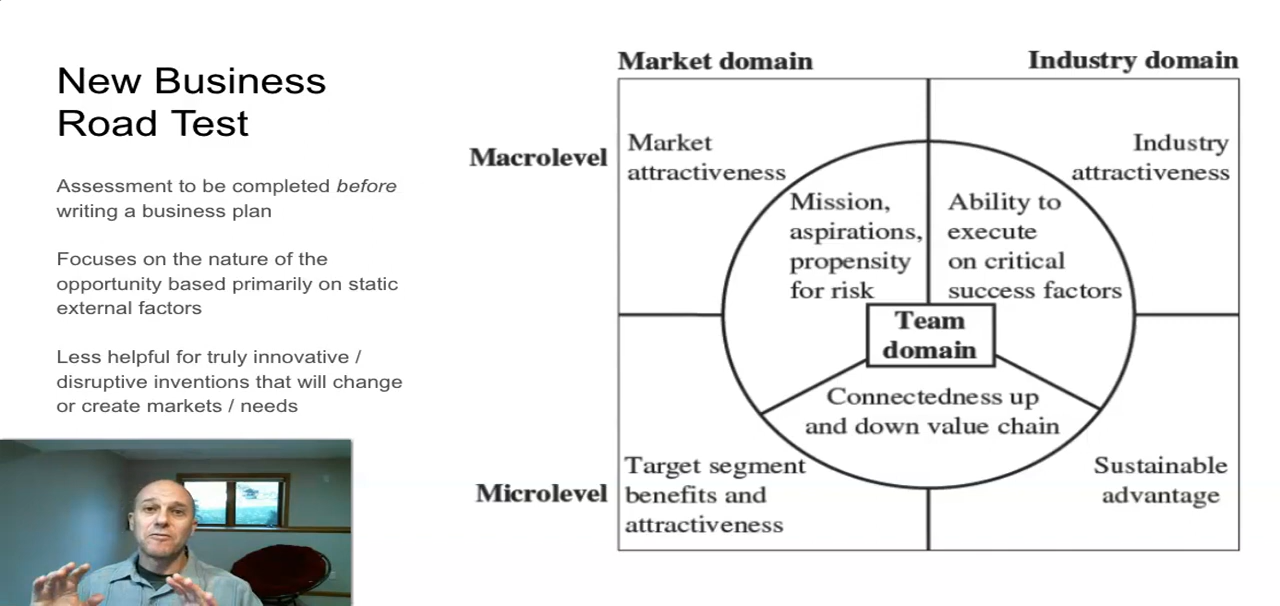 New Business
Road Test
Assessment to be completed before
writing a business plan
Focuses on the nature of the
opportunity based primarily on static
external factors
Less helpful for truly innovative /
disruptive inventions that will change
or create markets / needs
Market domain
Industry domain
Macrolevel
Market
attractiveness
Industry
attractiveness
Mission,
aspirations,
propensity
for risk
Ability to
execute
on critical
success factors
Team
domain
Connectedness up
and down value chain
Microlevel
Target segment
benefits and
attractiveness
Sustainable
advantage